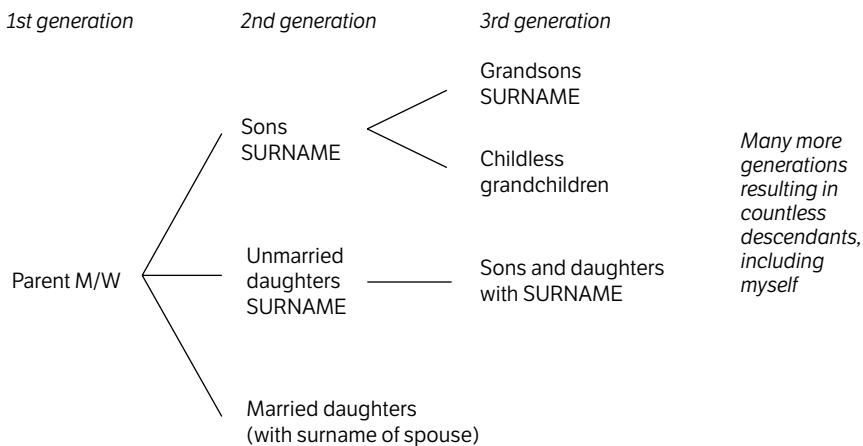 1st generation
2nd generation
3rd generation
Grandsons
SURNAME
Sons
SURNAME
Childless
grandchildren
Many more
generations
resulting in
countless
descendants,
including
myself
Parent M/W
Unmarried
daughters
SURNAME
Sons and daughters
with SURNAME
Married daughters
(with surname of spouse)